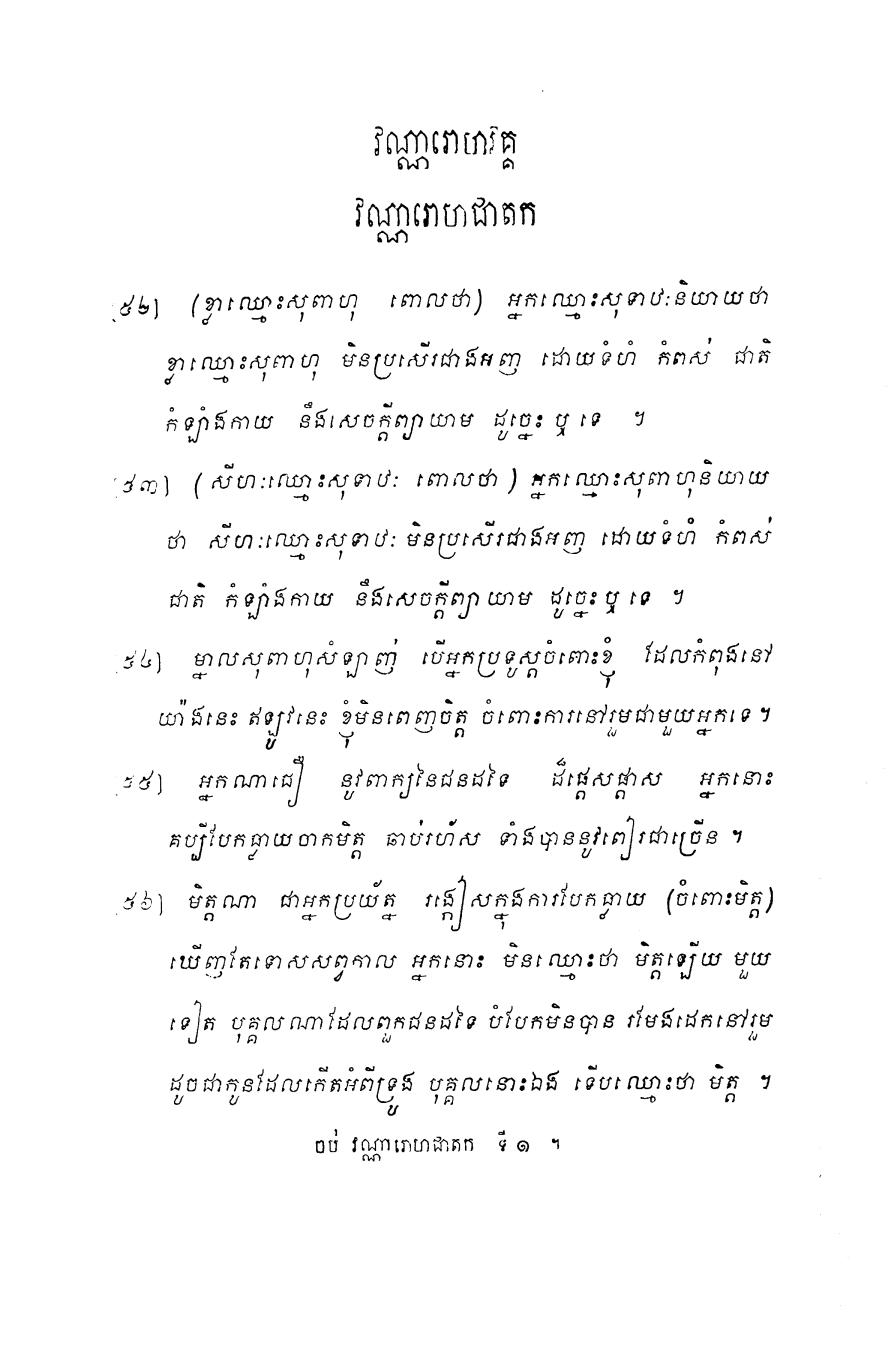 វណ្ណារោហវគ្គ
វណ្ណារោហជាតក
[៥២] (ខ្លាឈ្មោះសុពាហុ ពោលថា) អ្នកឈ្មោះសុទាឋៈនិយាយថា
ខ្លាឈ្មោះសុពាហុ មិនប្រសើរជាងអញ ដោយទំហំ កំពស់ ជាតិ
កំឡាំងកាយ នឹងសេចក្តីព្យាយាម ដូច្នេះឬ ទេ ។
[៥៣] (សីហៈឈ្មោះសុទាឋៈ ពោលថា) អ្នកឈ្មោះសុពាហុនិយាយ
ថា សីហៈឈ្មោះសុទាឋៈ មិនប្រសើរជាងអញ ដោយទំហំ កំពស់
ជាតិ កំឡាំងកាយ នឹងសេចក្តីព្យាយាម ដូច្នេះឬ ទេ ។
[៥៤] ម្នាលសុពាហុសំឡាញ់ បើអ្នកប្រទូស្តចំពោះខ្ញុំ ដែលកំពុងនៅ
យ៉ាងនេះ ឥឡូវនេះ ខ្ញុំមិនពេញចិត្ត ចំពោះការនៅរួមជាមួយអ្នកទេ ។
[៥៥] អ្នកណាជឿ នូវពាក្យនៃជនដទៃ ដ៏ផ្តេសផ្តាស អ្នកនោះ
គប្បីបែកធ្លាយចាកមិត្ត ឆាប់រហ័ស ទាំងបាននូវពៀរជាច្រើន ។
[៥៦] មិត្តណា ជាអ្នកប្រយ័ត្ន រង្កៀសក្នុងការបែកធ្លាយ (ចំពោះមិត្ត)
ឃើញតែទោសសព្វកាល អ្នកនោះ មិនឈ្មោះថា មិត្តឡើយ មួយ
ទៀត បុគ្គលណាដែលពួកជនដទៃ បំបែកមិនបាន រមែងដេកនៅរួម
ដូចជាកូនដែលកើតអំពីទ្រូង បុគ្គលនោះឯង ទើបឈ្មោះថា មិត្ត ។
ចប់ វណ្ណារោហជាតក ទី ១ ។